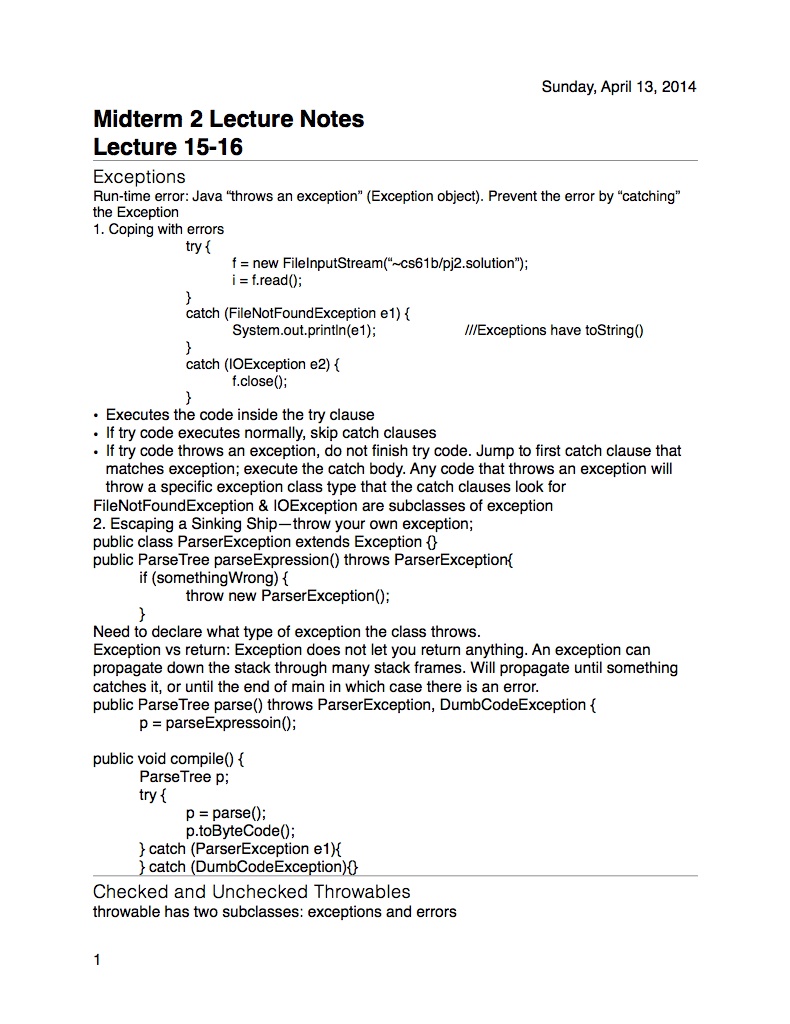 Sunday, April 13, 2014
Midterm 2 Lecture Notes
Lecture 15-16
Exceptions
Run-time error: Java “throws an exception” (Exception object). Prevent the error by “catching”
the Exception
1. Coping with errors
try {
f = new FileInputStream(“~cs61b/pj2.solution”);
i = f.read();
}
catch (FileNotFoundException e1) {
System.out.println(e1); ///Exceptions have toString()
}
catch (IOException e2) {
f.close();
}
• Executes the code inside the try clause
• If try code executes normally, skip catch clauses
• If try code throws an exception, do not finish try code. Jump to first catch clause that
matches exception; execute the catch body. Any code that throws an exception will
throw a specific exception class type that the catch clauses look for
FileNotFoundException & IOException are subclasses of exception
2. Escaping a Sinking Ship—throw your own exception;
public class ParserException extends Exception {}
public ParseTree parseExpression() throws ParserException{
if (somethingWrong) {
throw new ParserException();
}
Need to declare what type of exception the class throws.
Exception vs return: Exception does not let you return anything. An exception can
propagate down the stack through many stack frames. Will propagate until something
catches it, or until the end of main in which case there is an error.
public ParseTree parse() throws ParserException, DumbCodeException {
p = parseExpressoin();
public void compile() {
ParseTree p;
try {
p = parse();
p.toByteCode();
} catch (ParserException e1){
} catch (DumbCodeException){}
Checked and Unchecked Throwables
throwable has two subclasses: exceptions and errors
1